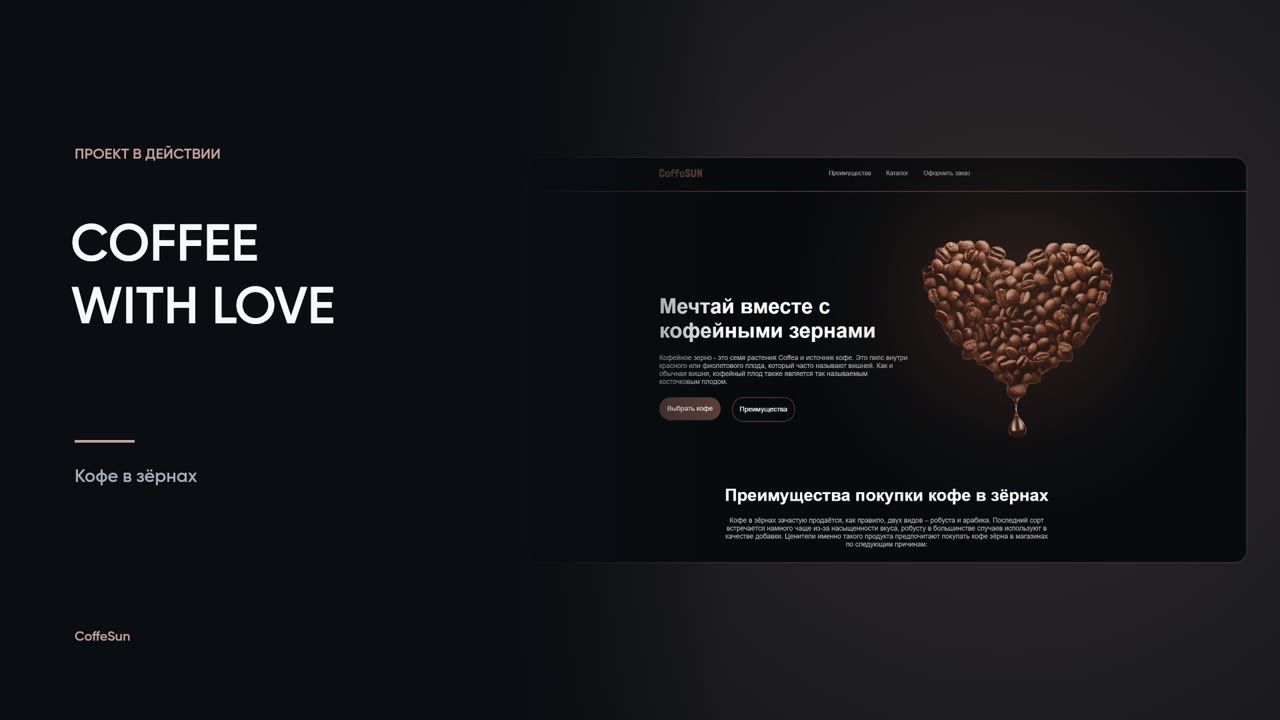 ПРОЕКТ В ДЕЙСТВИИ
COFFEE
WITH LOVE
Кофе в зёрнах
CoffeSun
CoffeSUN
Преимущества Каталог Оформить заказ
Мечтай вместе с
кофейными зернами
Кофейное зерно - это семя растения Coffea и источник кофе. Это пипс внутри
красного или фиолетового плода, который часто называют вишней. Как и
обычная вишня, кофейный плод также является так называемым
косточковым плодом.
Выбрать кофе Преимущества
Преимущества покупки кофе в зёрнах
Кофе в зёрнах зачастую продаётся, как правило, двух видов – робуста и арабика. Последний сорт
встречается намного чаще из-за насыщенности вкуса, робусту в большинстве случаев используют в
качестве добавки. Ценители именно такого продукта предпочитают покупать кофе зёрна в магазинах
по следующим причинам: